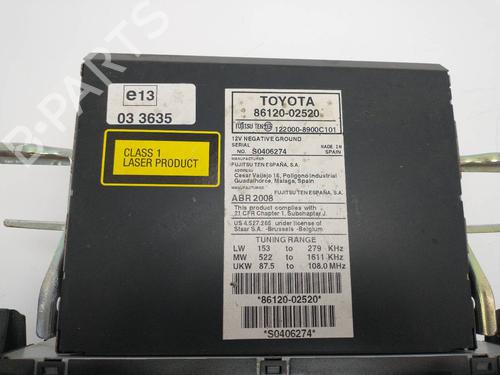 B-PARTS
e13
03 3635
CLASS 1
LASER PRODUCT
TOYOTA
86120-02520
FUJITSU TEN 122000-8900C101
12V NEGATIVE GROUND
SERIAL NO. S0406274 MADE IN SPAIN
MANUFACTURER
FUJITSU TEN ESPAÑA, S.A.
ADDRESS
Cesar Vallejo 16, Poligono Industrial
Guadalhorce, Malaga, Spain
MANUFACTURED FUJITSU TEN ESPAÑA, S.A.
ABR 2008
This product complies with
21 CFR Chapter 1, Subchapter J.
US 4,527,265 under license of
Staar S.A. -Brussels -Belgium
TUNING RANGE
LW 153 to 279 KHz
MW 522 to 1611 KHz
UKW 87.5 to 108.0 MHz
*86120-02520*
*S0406274*